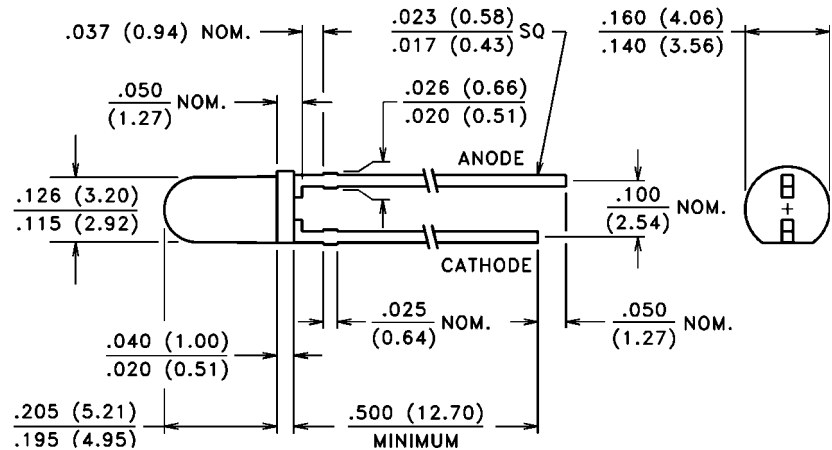 .037 (0.94) NOM.
.023 (0.58)
.017 (0.43) SQ
.160 (4.06)
.140 (3.56)
.050
(1.27) NOM.
.026 (0.66)
.020 (0.51)
ANODE
.126 (3.20)
.115 (2.92)
.100
(2.54) NOM.
+
CATHODE
.025
(0.64) NOM.
.050
(1.27) NOM.
.040 (1.00)
.020 (0.51)
.205 (5.21)
.195 (4.95)
.500 (12.70)
MINIMUM